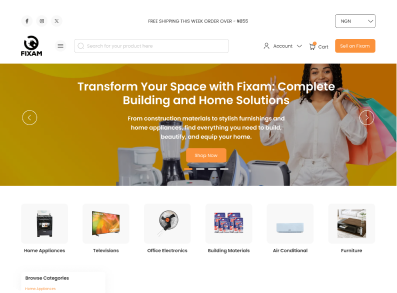 FREE SHIPPING THIS WEEK ORDER OVER - ₦855
NGN
FIXAM
Search for your product here
Account
Cart
Sell on Fixam
Transform Your Space with Fixam: Complete
Building and Home Solutions
From construction materials to stylish furnishings and
home appliances, find everything you need to build,
beautify, and equip your home.
Shop Now
Home Appliances
Televisions
Office Electronics
Building Materials
Air Conditional
Furniture
Browse Categories
Home Appliances